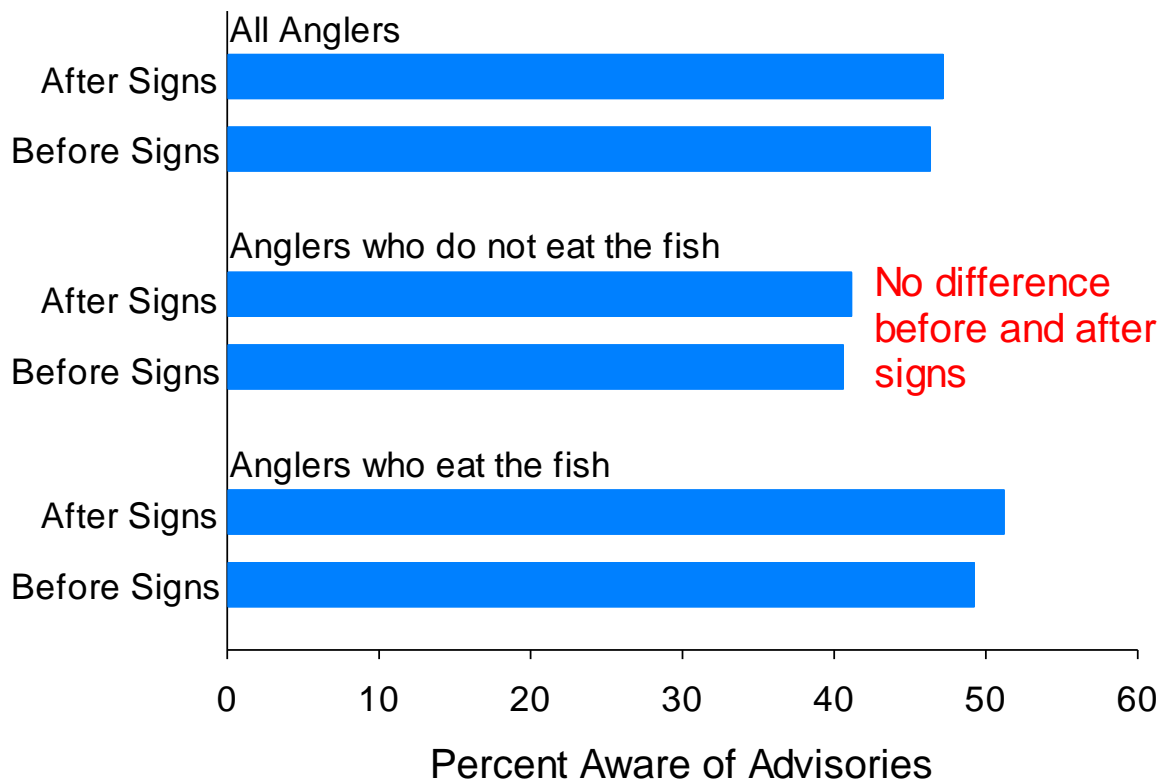 All Anglers
After Signs
Before Signs
Anglers who do not eat the fish
After Signs
Before Signs
No difference
before and after
signs
Anglers who eat the fish
After Signs
Before Signs
0 10 20 30 40 50 60
Percent Aware of Advisories